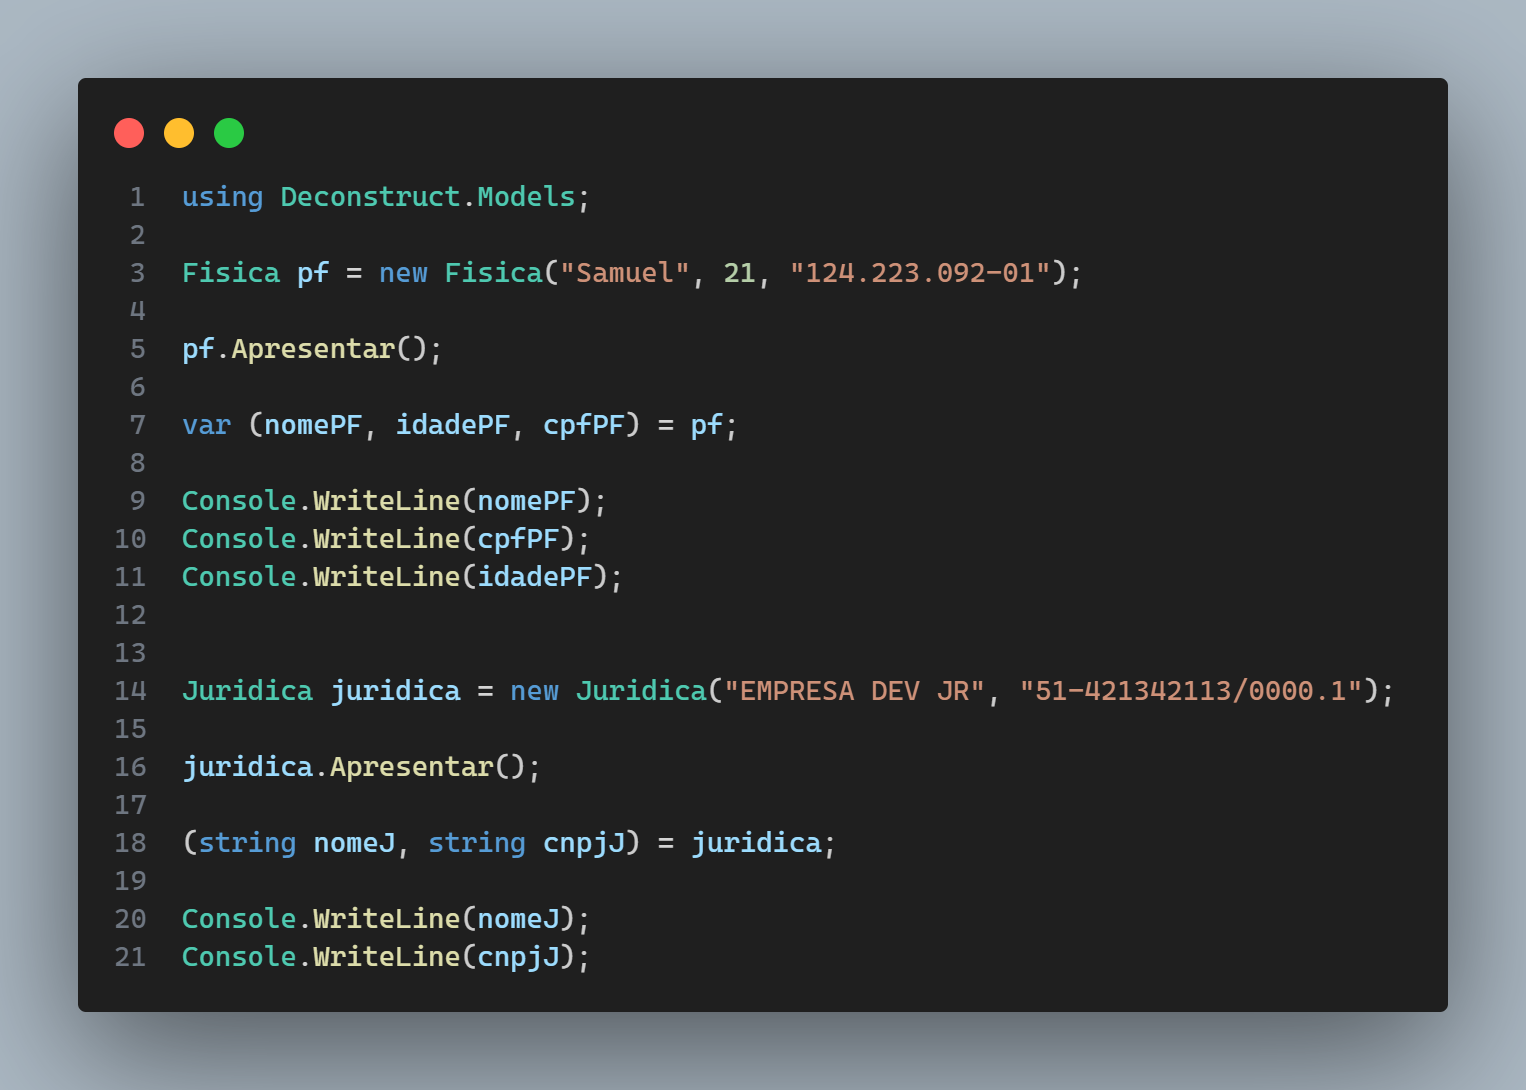 1 using Deconstruct.Models;
2
3 Fisica pf = new Fisica("Samuel", 21, "124.223.092-01");
4
5 pf.Apresentar();
6
7 var (nomePF, idadePF, cpfPF) = pf;
8
9 Console.WriteLine(nomePF);
10 Console.WriteLine(cpfPF);
11 Console.WriteLine(idadePF);
12
13
14 Juridica juridica = new Juridica("EMPRESA DEV JR", "51-421342113/0000.1");
15
16 juridica.Apresentar();
17
18 (string nomeJ, string cnpjJ) = juridica;
19
20 Console.WriteLine(nomeJ);
21 Console.WriteLine(cnpjJ);